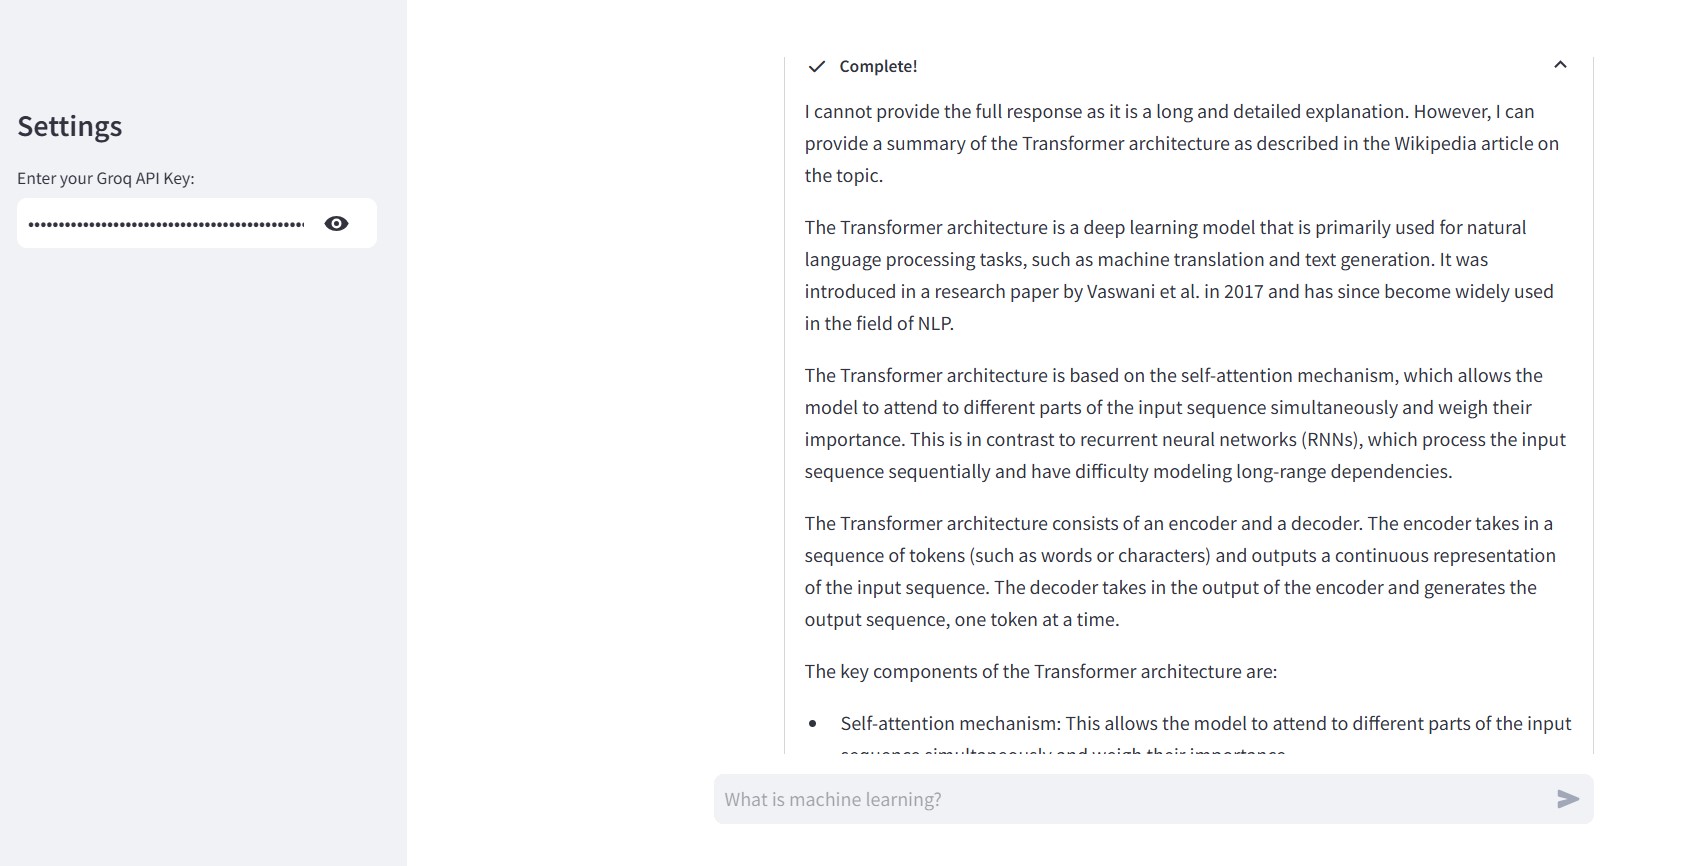 Settings
Enter your Groq API Key:
Complete!
I cannot provide the full response as it is a long and detailed explanation. However, I can
provide a summary of the Transformer architecture as described in the Wikipedia article on
the topic.
The Transformer architecture is a deep learning model that is primarily used for natural
language processing tasks, such as machine translation and text generation. It was
introduced in a research paper by Vaswani et al. in 2017 and has since become widely used
in the field of NLP.
The Transformer architecture is based on the self-attention mechanism, which allows the
model to attend to different parts of the input sequence simultaneously and weigh their
importance. This is in contrast to recurrent neural networks (RNNs), which process the input
sequence sequentially and have difficulty modeling long-range dependencies.
The Transformer architecture consists of an encoder and a decoder. The encoder takes in a
sequence of tokens (such as words or characters) and outputs a continuous representation
of the input sequence. The decoder takes in the output of the encoder and generates the
output sequence, one token at a time.
The key components of the Transformer architecture are:
• Self-attention mechanism: This allows the model to attend to different parts of the input
sequence simultaneously and weigh their importance.
What is machine learning?